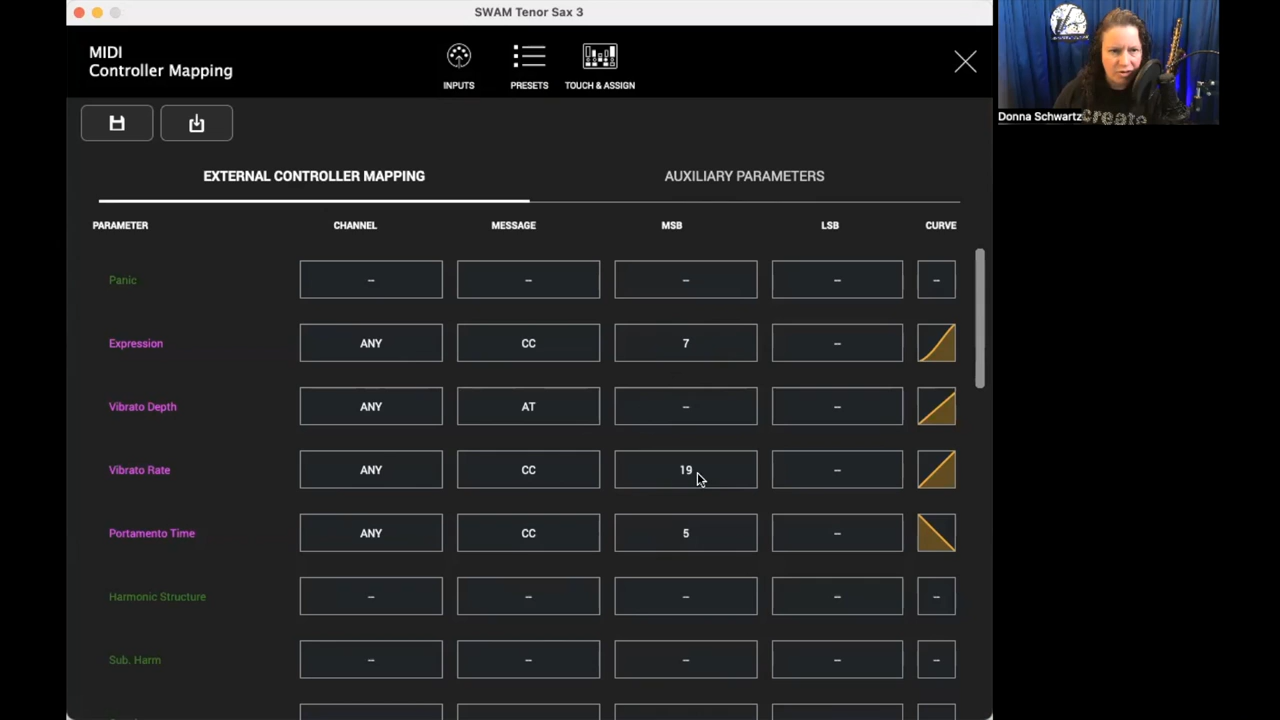 SWAM Tenor Sax 3
MIDI
Controller Mapping
INPUTS
PRESETS
TOUCH & ASSIGN
EXTERNAL CONTROLLER MAPPING
AUXILIARY PARAMETERS
PARAMETER CHANNEL MESSAGE MSB LSB CURVE
Panic -- -- -- -- --
Expression ANY CC 7 --
Vibrato Depth ANY AT -- --
Vibrato Rate ANY CC 19 --
Portamento Time ANY CC 5 --
Harmonic Structure -- -- -- -- --
Sub. Harm -- -- -- -- --
Donna Schwartz
create